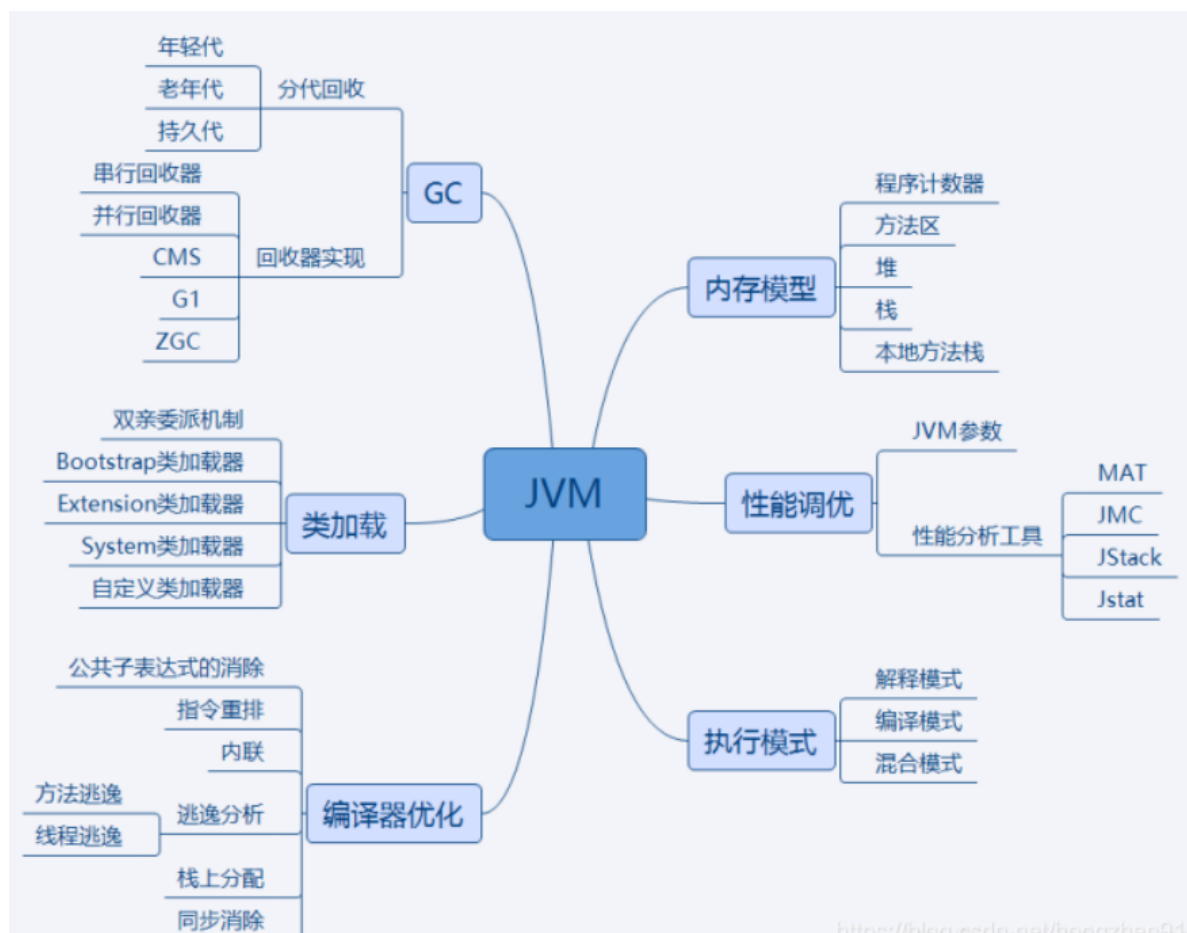 年轻代
老年代
持久代
分代回收
串行回收器
并行回收器
CMS
G1
ZGC
回收器实现
GC
双亲委派机制
Bootstrap类加载器
Extension类加载器
System类加载器
自定义类加载器
类加载
公共子表达式的消除
指令重排
内联
方法逃逸
线程逃逸
逃逸分析
栈上分配
同步消除
编译器优化
JVM
内存模型
程序计数器
方法区
堆
栈
本地方法栈
性能调优
JVM参数
性能分析工具
MAT
JMC
JStack
Jstat
执行模式
解释模式
编译模式
混合模式